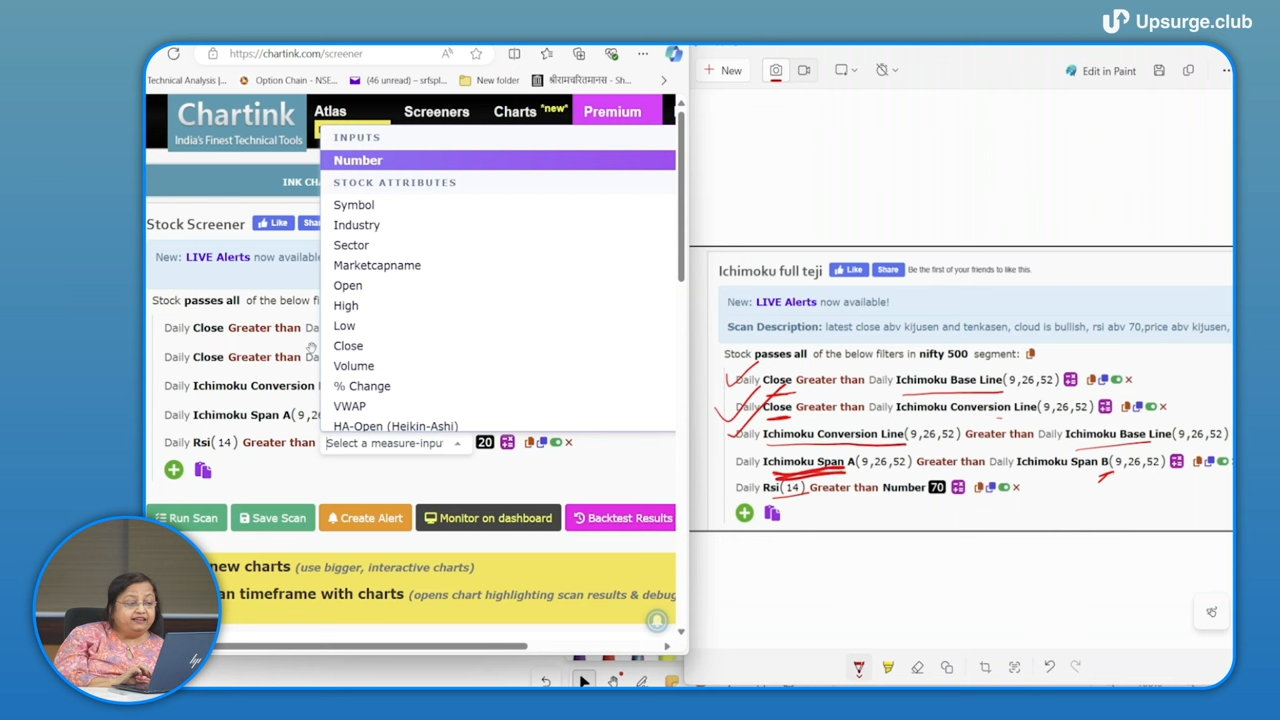 Upsurge.club
https://chartink.com/screener
Technical Analysis |...
Option Chain - NSE...
(46 unread) – srfspl...
New folder
श्रीरामचरितमानस - Sh...
Chartink
India's Finest Technical Tools
Atlas
Screeners
Charts *new*
Premium
INPUTS
Number
STOCK ATTRIBUTES
Symbol
Industry
Sector
Marketcapname
Open
High
Low
Close
Volume
% Change
VWAP
HA-Open (Heikin-Ashi)
INK CH
Stock Screener
Like
Shar
New: LIVE Alerts now available
Stock passes all of the below fi
Daily Close Greater than Da
Daily Close Greater than Da
Daily Ichimoku Conversion
Daily Ichimoku Span A(9,26
Daily Rsi(14) Greater than Select a measure-input 20
Run Scan
Save Scan
Create Alert
Monitor on dashboard
Backtest Results
new charts (use bigger, interactive charts)
an timeframe with charts (opens chart highlighting scan results & debug
New
Edit in Paint
Ichimoku full teji
Like
Share
Be the first of your friends to like this.
New: LIVE Alerts now available!
Scan Description: latest close abv kijusen and tenkasen, cloud is bullish, rsi abv 70,price abv kijusen,
Stock passes all of the below filters in nifty 500 segment:
Daily Close Greater than Daily Ichimoku Base Line(9,26,52)
Daily Close Greater than Daily Ichimoku Conversion Line(9,26,52)
Daily Ichimoku Conversion Line(9,26,52) Greater than Daily Ichimoku Base Line(9,26,52)
Daily Ichimoku Span A(9,26,52) Greater than Daily Ichimoku Span B(9,26,52)
Daily Rsi(14) Greater than Number 70
hp